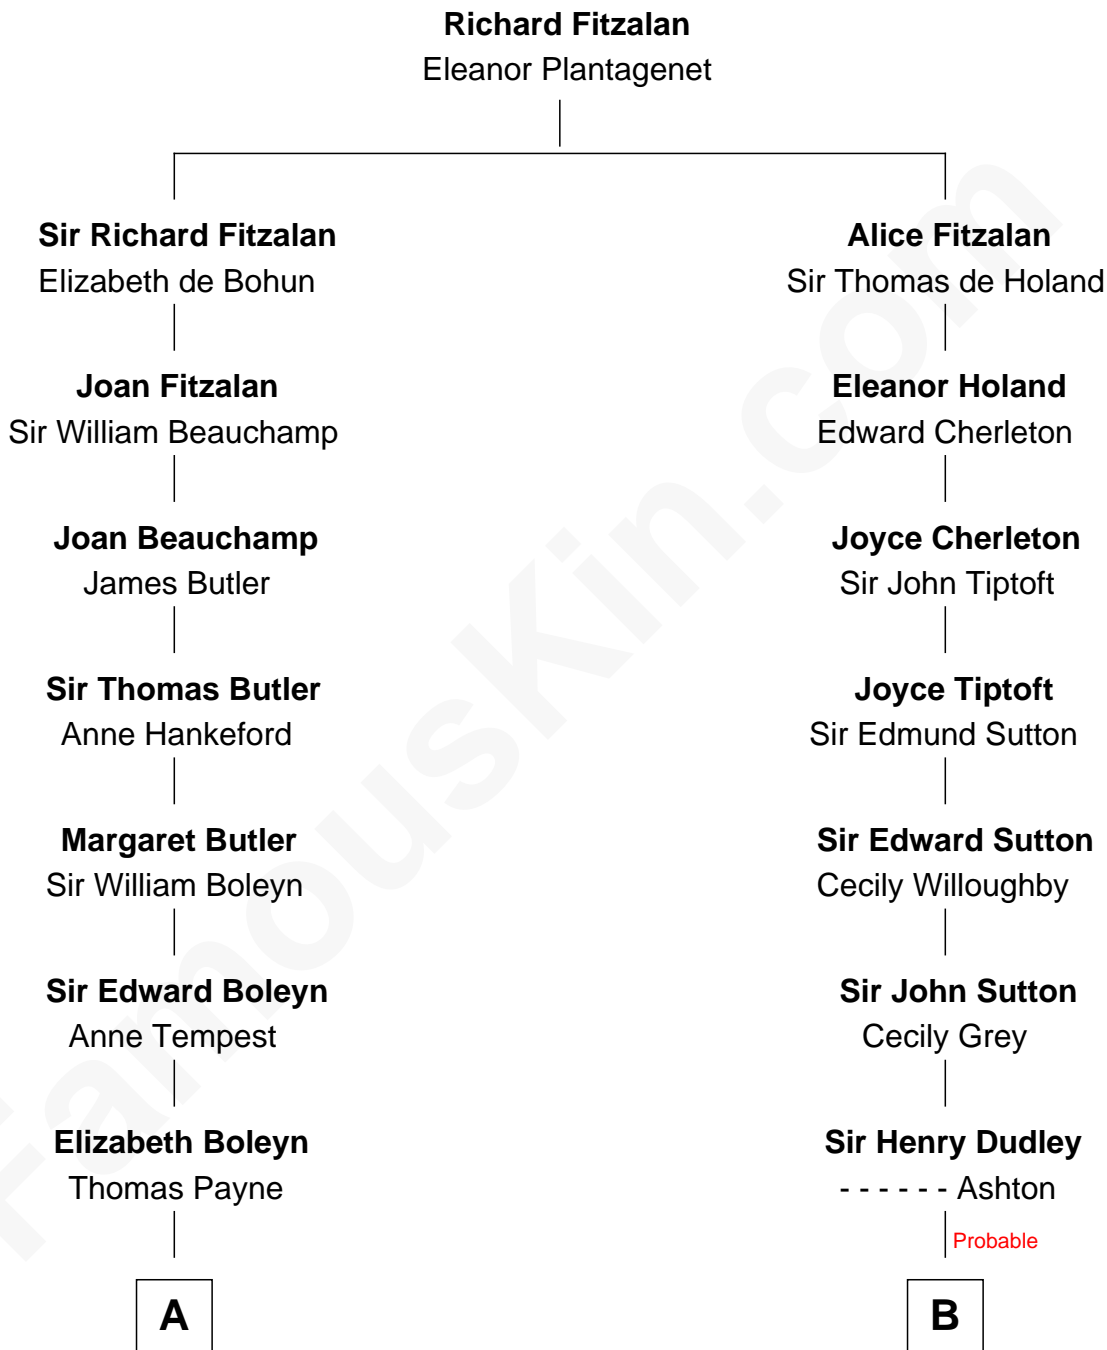 Richard Fitzalan
Eleanor Plantagenet
Sir Richard Fitzalan
Elizabeth de Bohun
Alice Fitzalan
Sir Thomas de Holand
Joan Fitzalan
Sir William Beauchamp
Eleanor Holand
Edward Cherleton
Joan Beauchamp
James Butler
Joyce Cherleton
Sir John Tiptoft
Sir Thomas Butler
Anne Hankeford
Joyce Tiptoft
Sir Edmund Sutton
Margaret Butler
Sir William Boleyn
Sir Edward Sutton
Cecily Willoughby
Sir Edward Boleyn
Anne Tempest
Sir John Sutton
Cecily Grey
Elizabeth Boleyn
Thomas Payne
Sir Henry Dudley
- - - - - - Ashton
Probable
A
B
FamousKin.com